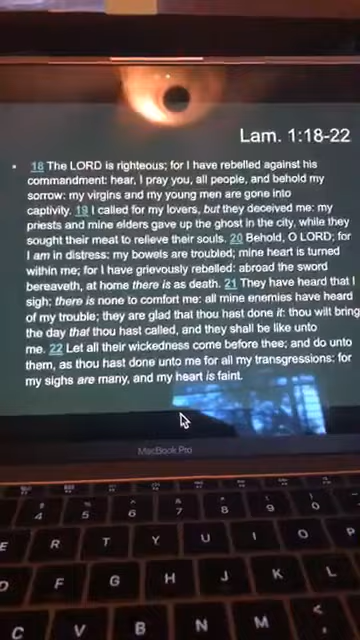 Lam. 1:18-22
18 The LORD is righteous; for I have rebelled against his
commandment: hear, I pray you, all people, and behold my
sorrow: my virgins and my young men are gone into
captivity. 19 I called for my lovers, but they deceived me: my
priests and mine elders gave up the ghost in the city, while they
sought their meat to relieve their souls. 20 Behold, O LORD; for
I am in distress: my bowels are troubled; mine heart is turned
within me; for I have grievously rebelled: abroad the sword
bereaveth, at home there is as death. 21 They have heard that I
sigh: there is none to comfort me: all mine enemies have heard
of my trouble; they are glad that thou hast done it: thou wilt bring
the day that thou hast called, and they shall be like unto
me. 22 Let all their wickedness come before thee; and do unto
them, as thou hast done unto me for all my transgressions: for
my sighs are many, and my heart is faint.
MacBook Pro
4 5 6 7 8 9 0
E R T Y U I O P
D F G H J K L
C V B N M <